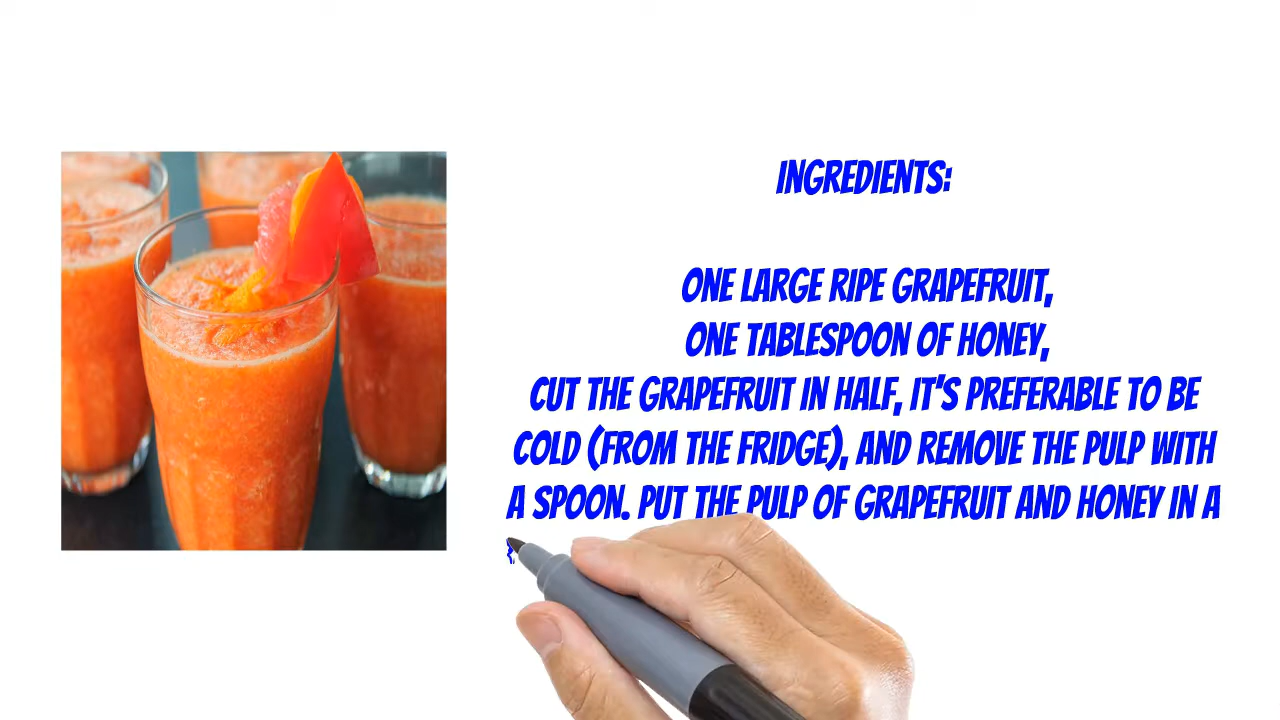 INGREDIENTS:
ONE LARGE RIPE GRAPEFRUIT,
ONE TABLESPOON OF HONEY,
CUT THE GRAPEFRUIT IN HALF, IT'S PREFERABLE TO BE
COLD (FROM THE FRIDGE), AND REMOVE THE PULP WITH
A SPOON. PUT THE PULP OF GRAPEFRUIT AND HONEY IN A